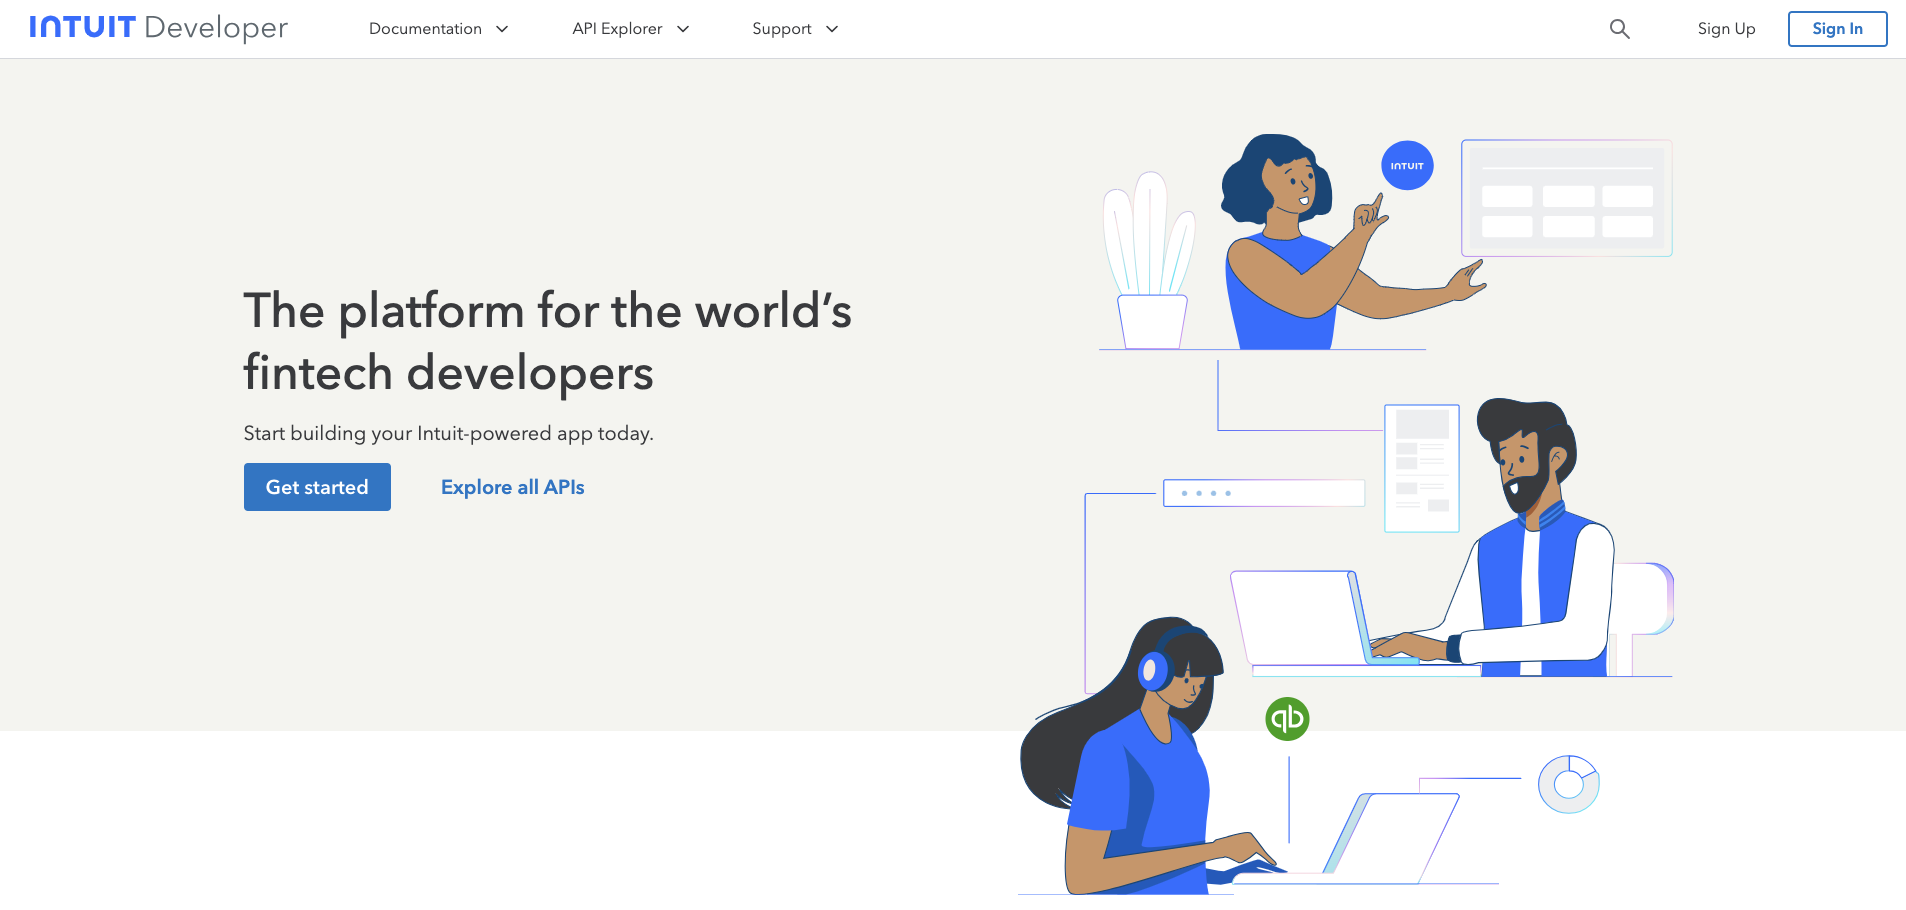 INTUIT Developer
Documentation
API Explorer
Support
Sign Up
Sign In
INTUIT
The platform for the world’s
fintech developers
Start building your Intuit-powered app today.
Get started
Explore all APIs
qb